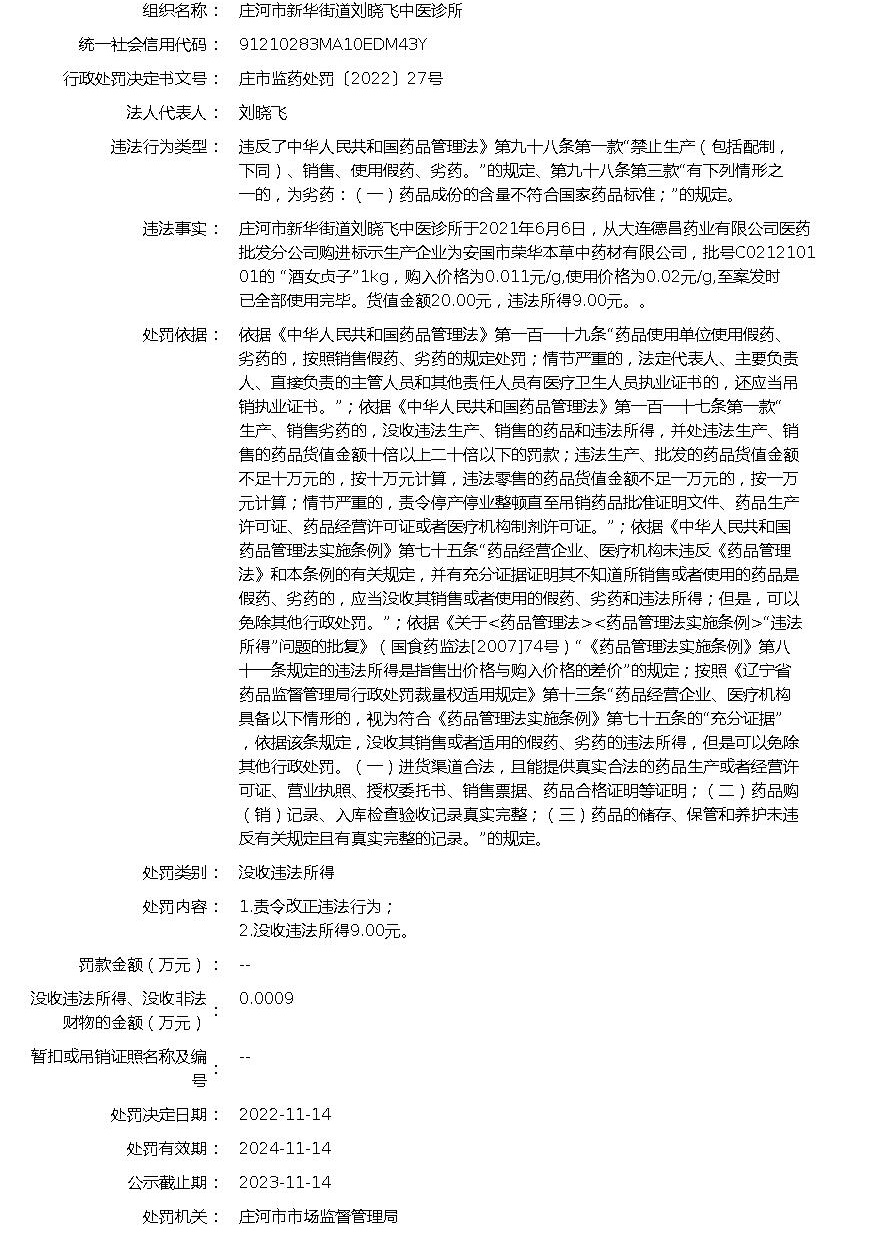 组织名称： 庄河市新华街道刘晓飞中医诊所
统一社会信用代码： 91210283MA10EDM43Y
行政处罚决定书文号： 庄市监药处罚〔2022〕27号
法人代表人： 刘晓飞
违法行为类型： 违反了中华人民共和国药品管理法》第九十八条第一款“禁止生产（包括配制，
下同）、销售、使用假药、劣药。”的规定、第九十八条第三款“有下列情形之
一的，为劣药：（一）药品成份的含量不符合国家药品标准；”的规定。
违法事实： 庄河市新华街道刘晓飞中医诊所于2021年6月6日，从大连德昌药业有限公司医药
批发分公司购进标示生产企业为安国市荣华本草中药材有限公司，批号C0212101
01的 “酒女贞子”1kg，购入价格为0.011元/g,使用价格为0.02元/g,至案发时
已全部使用完毕。货值金额20.00元，违法所得9.00元。。
处罚依据： 依据《中华人民共和国药品管理法》第一百一十九条“药品使用单位使用假药、
劣药的，按照销售假药、劣药的规定处罚；情节严重的，法定代表人、主要负责
人、直接负责的主管人员和其他责任人员有医疗卫生人员执业证书的，还应当吊
销执业证书。”；依据《中华人民共和国药品管理法》第一百一十七条第一款“
生产、销售劣药的，没收违法生产、销售的药品和违法所得，并处违法生产、销
售的药品货值金额十倍以上二十倍以下的罚款；违法生产、批发的药品货值金额
不足十万元的，按十万元计算，违法零售的药品货值金额不足一万元的，按一万
元计算；情节严重的，责令停产停业整顿直至吊销药品批准证明文件、药品生产
许可证、药品经营许可证或者医疗机构制剂许可证。”；依据《中华人民共和国
药品管理法实施条例》第七十五条“药品经营企业、医疗机构未违反《药品管理
法》和本条例的有关规定，并有充分证据证明其不知道所销售或者使用的药品是
假药、劣药的，应当没收其销售或者使用的假药、劣药和违法所得；但是，可以
免除其他行政处罚。”；依据《关于<药品管理法><药品管理法实施条例>“违法
所得”问题的批复》（国食药监法[2007]74号）“《药品管理法实施条例》第八
十一条规定的违法所得是指售出价格与购入价格的差价”的规定；按照《辽宁省
药品监督管理局行政处罚裁量权适用规定》第十三条“药品经营企业、医疗机构
具备以下情形的，视为符合《药品管理法实施条例》第七十五条的“充分证据”
，依据该条规定，没收其销售或者适用的假药、劣药的违法所得，但是可以免除
其他行政处罚。（一）进货渠道合法，且能提供真实合法的药品生产或者经营许
可证、营业执照、授权委托书、销售票据、药品合格证明等证明；（二）药品购
（销）记录、入库检查验收记录真实完整；（三）药品的储存、保管和养护未违
反有关规定且有真实完整的记录。”的规定。
处罚类别： 没收违法所得
处罚内容： 1.责令改正违法行为；
2.没收违法所得9.00元。
罚款金额（万元）： --
没收违法所得、没收非法
财物的金额（万元）： 0.0009
暂扣或吊销证照名称及编
号： --
处罚决定日期： 2022-11-14
处罚有效期： 2024-11-14
公示截止期： 2023-11-14
处罚机关： 庄河市市场监督管理局